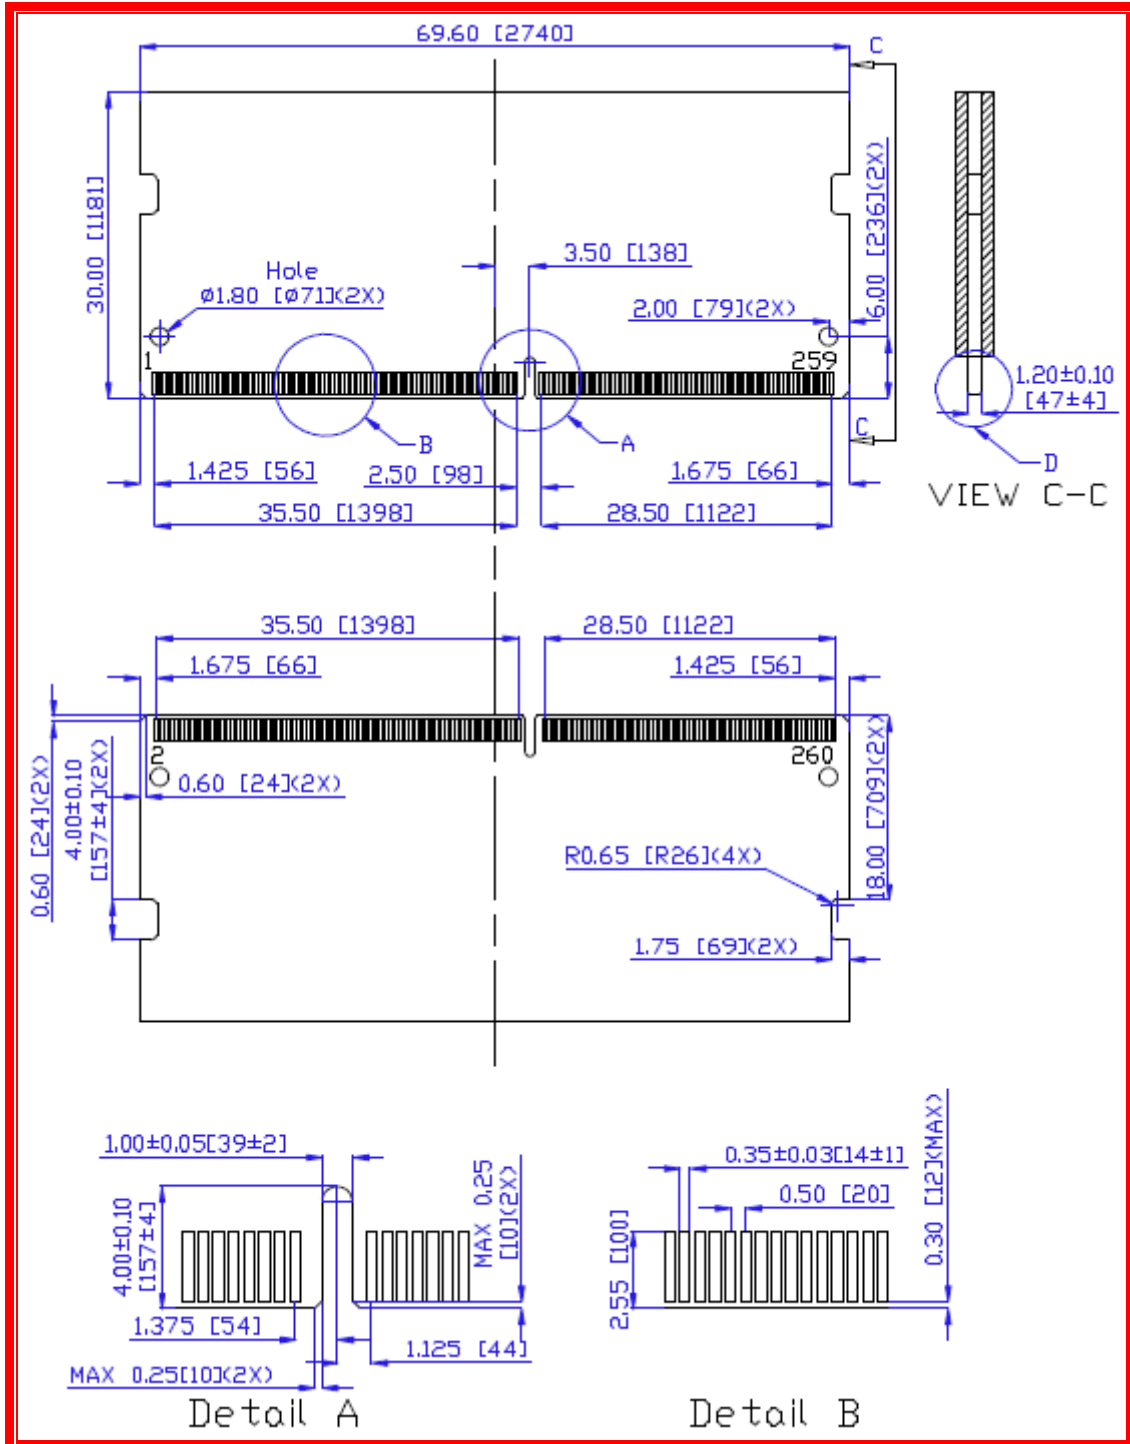 69.60 [2740]
C
30.00 [1181]
6.00 [236](2X)
3.50 [138]
Hole
ø1.80 [ø71](2X)
2.00 [79](2X)
1
259
1.20±0.10
[47±4]
C
B
A
D
1.425 [56]
2.50 [98]
1.675 [66]
VIEW C-C
35.50 [1398]
28.50 [1122]
35.50 [1398]
28.50 [1122]
1.675 [66]
1.425 [56]
2
260
0.60 [24](2X)
0.60 [24](2X)
4.00±0.10
[157±4](2X)
18.00 [709](2X)
R0.65 [R26](4X)
1.75 [69](2X)
1.00±0.05[39±2]
4.00±0.10
[157±4]
MAX 0.25
[10](2X)
1.375 [54]
1.125 [44]
MAX 0.25[10](2X)
Detail A
0.35±0.03[14±1]
0.50 [20]
0.30 [12](MAX)
2.55 [100]
Detail B